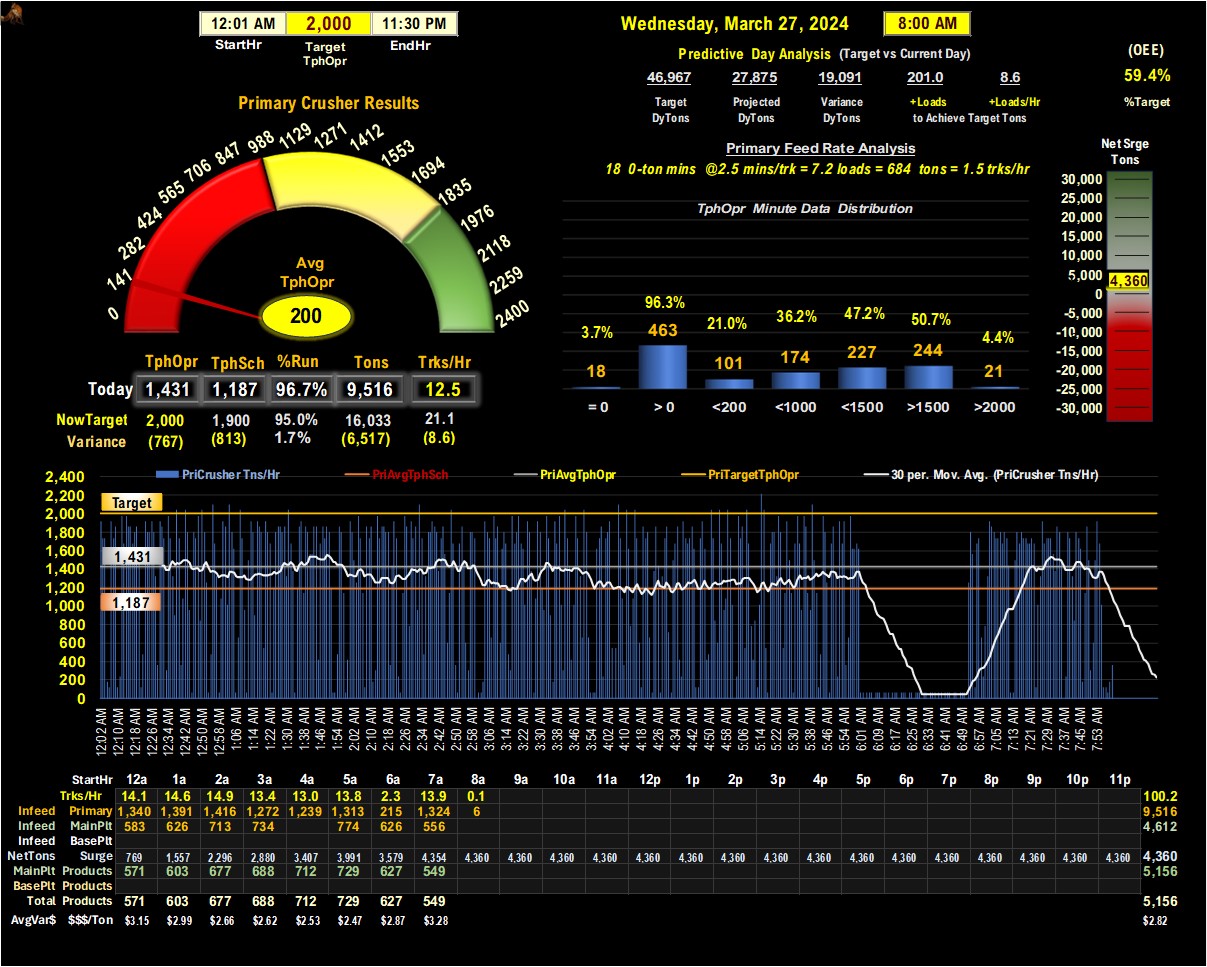 12:01 AM 2,000 11:30 PM
StartHr Target TphOpr EndHr
Wednesday, March 27, 2024 8:00 AM
Predictive Day Analysis (Target vs Current Day)
46,967 27,875 19,091 201.0 8.6
Target DyTons Projected DyTons Variance DyTons +Loads +Loads/Hr
to Achieve Target Tons
(OEE)
59.4%
%Target
Primary Crusher Results
0 141 282 424 565 706 847 988 1129 1271 1412 1553 1694 1835 1976 2118 2259 2400
Avg
TphOpr
200
TphOpr TphSch %Run Tons Trks/Hr
Today 1,431 1,187 96.7% 9,516 12.5
NowTarget 2,000 1,900 95.0% 16,033 21.1
Variance (767) (813) 1.7% (6,517) (8.6)
Primary Feed Rate Analysis
18 0-ton mins @2.5 mins/trk = 7.2 loads = 684 tons = 1.5 trks/hr
TphOpr Minute Data Distribution
3.7% 96.3% 21.0% 36.2% 47.2% 50.7% 4.4%
18 463 101 174 227 244 21
= 0 > 0 <200 <1000 <1500 >1500 >2000
Net Srge
Tons
30,000
25,000
20,000
15,000
10,000
5,000
4,360
0
-5,000
-10,000
-15,000
-20,000
-25,000
-30,000
PriCrusher Tns/Hr PriAvgTphSch PriAvgTphOpr PriTargetTphOpr 30 per. Mov. Avg. (PriCrusher Tns/Hr)
2,400
2,200
2,000
1,800
1,600
1,400
1,200
1,000
800
600
400
200
0
Target
1,431
1,187
12:02 AM 12:10 AM 12:18 AM 12:26 AM 12:34 AM 12:42 AM 12:50 AM 12:58 AM 1:06 AM 1:14 AM 1:22 AM 1:30 AM 1:38 AM 1:46 AM 1:54 AM 2:02 AM 2:10 AM 2:18 AM 2:26 AM 2:34 AM 2:42 AM 2:50 AM 2:58 AM 3:06 AM 3:14 AM 3:22 AM 3:30 AM 3:38 AM 3:46 AM 3:54 AM 4:02 AM 4:10 AM 4:18 AM 4:26 AM 4:34 AM 4:42 AM 4:50 AM 4:58 AM 5:06 AM 5:14 AM 5:22 AM 5:30 AM 5:38 AM 5:46 AM 5:54 AM 6:01 AM 6:09 AM 6:17 AM 6:25 AM 6:33 AM 6:41 AM 6:49 AM 6:57 AM 7:05 AM 7:13 AM 7:21 AM 7:29 AM 7:37 AM 7:45 AM 7:53 AM
StartHr 12a 1a 2a 3a 4a 5a 6a 7a 8a 9a 10a 11a 12p 1p 2p 3p 4p 5p 6p 7p 8p 9p 10p 11p
Trks/Hr 14.1 14.6 14.9 13.4 13.0 13.8 2.3 13.9 0.1 100.2
Infeed Primary 1,340 1,391 1,416 1,272 1,239 1,313 215 1,324 6 9,516
Infeed MainPlt 583 626 713 734 774 626 556 4,612
Infeed BasePlt
NetTons Surge 769 1,557 2,296 2,880 3,407 3,991 3,579 4,354 4,360 4,360 4,360 4,360 4,360 4,360 4,360 4,360 4,360 4,360 4,360 4,360 4,360 4,360 4,360 4,360 4,360
MainPlt Products 571 603 677 688 712 729 627 549 5,156
BasePlt Products
Total Products 571 603 677 688 712 729 627 549 5,156
AvgVar$ $$$/Ton $3.15 $2.99 $2.66 $2.62 $2.53 $2.47 $2.87 $3.28 $2.82